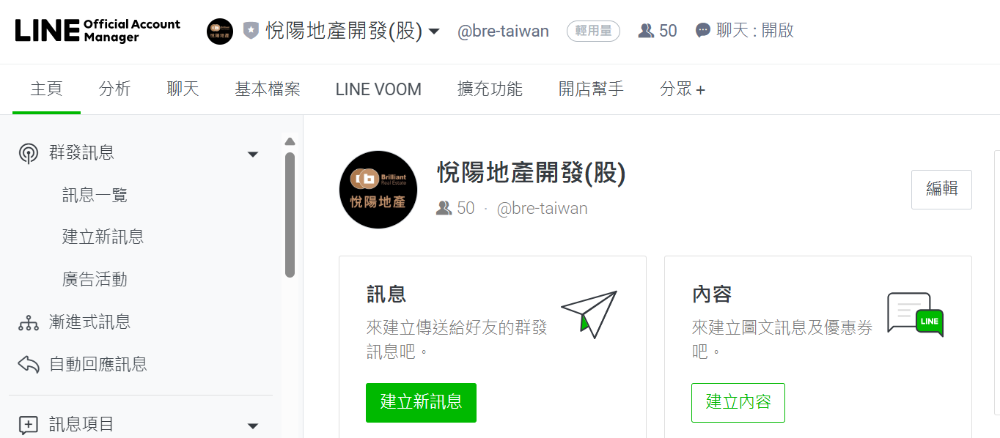 LINE Official Account Manager
悅陽地產開發(股) @bre-taiwan 輕用量 50 聊天 : 開啟
主頁 分析 聊天 基本檔案 LINE VOOM 擴充功能 開店幫手 分眾+
群發訊息
訊息一覽
建立新訊息
廣告活動
漸進式訊息
自動回應訊息
訊息項目
Brilliant
Real Estate
悅陽地產
悅陽地產開發(股)
50 · @bre-taiwan
編輯
訊息
來建立傳送給好友的群發
訊息吧。
建立新訊息
內容
來建立圖文訊息及優惠券
吧。
LINE
建立內容